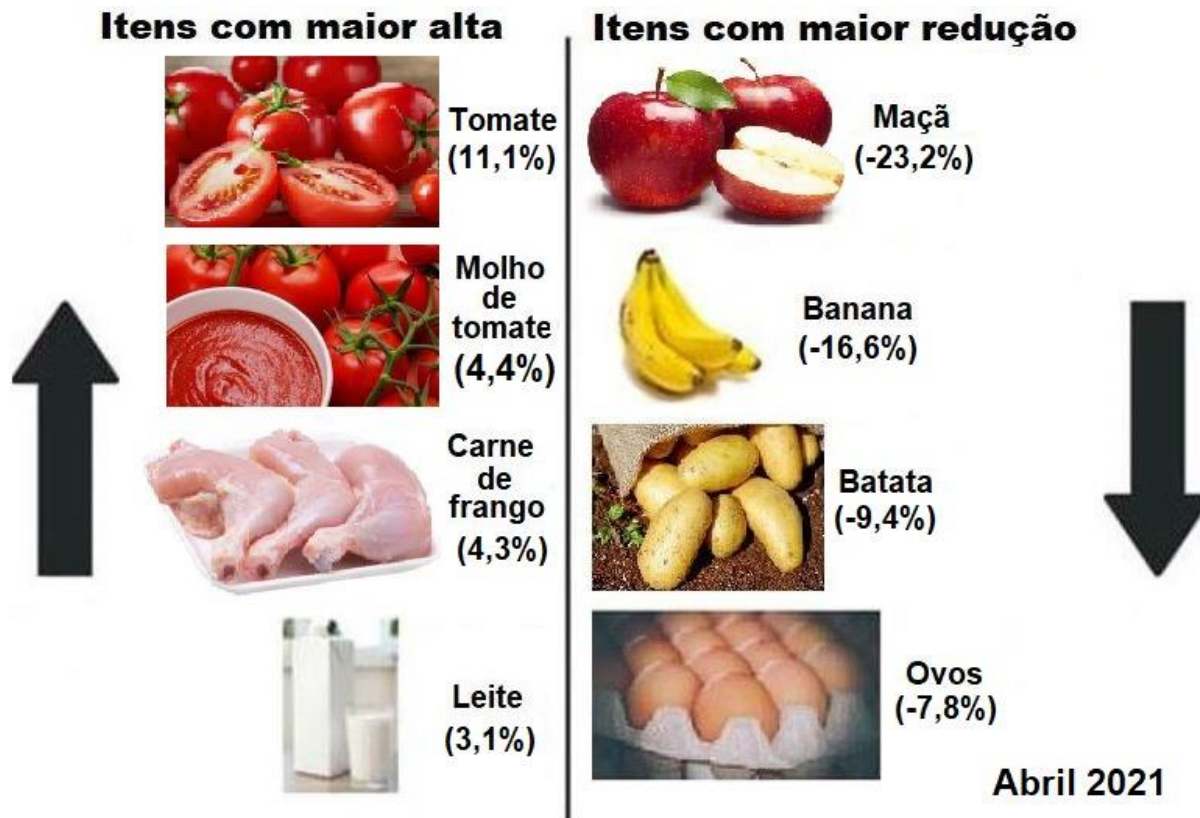 Itens com maior alta
Tomate
(11,1%)
Molho
de
tomate
(4,4%)
Carne
de
frango
(4,3%)
Leite
(3,1%)
Itens com maior redução
Maçã
(-23,2%)
Banana
(-16,6%)
Batata
(-9,4%)
Ovos
(-7,8%)
Abril 2021